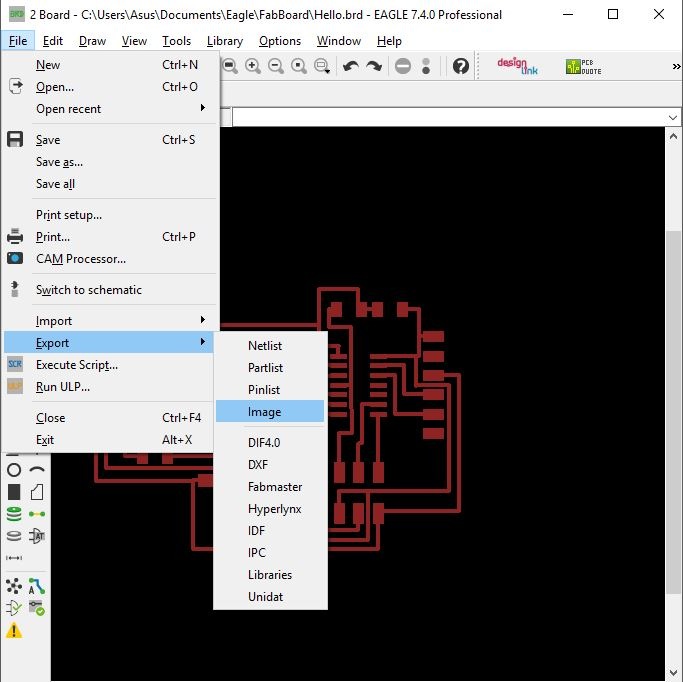 2 Board - C:\Users\Asus\Documents\Eagle\FabBoard\Hello.brd - EAGLE 7.4.0 Professional
File Edit Draw View Tools Library Options Window Help
New Ctrl+N
Open... Ctrl+O
Open recent
Save Ctrl+S
Save as...
Save all
Print setup...
Print... Ctrl+P
CAM Processor...
Switch to schematic
Import
Export
Execute Script...
Run ULP...
Close Ctrl+F4
Exit Alt+X
design link
PCB QUOTE
Netlist
Partlist
Pinlist
Image
DIF4.0
DXF
Fabmaster
Hyperlynx
IDF
IPC
Libraries
Unidat
BRD
SCR
ULP